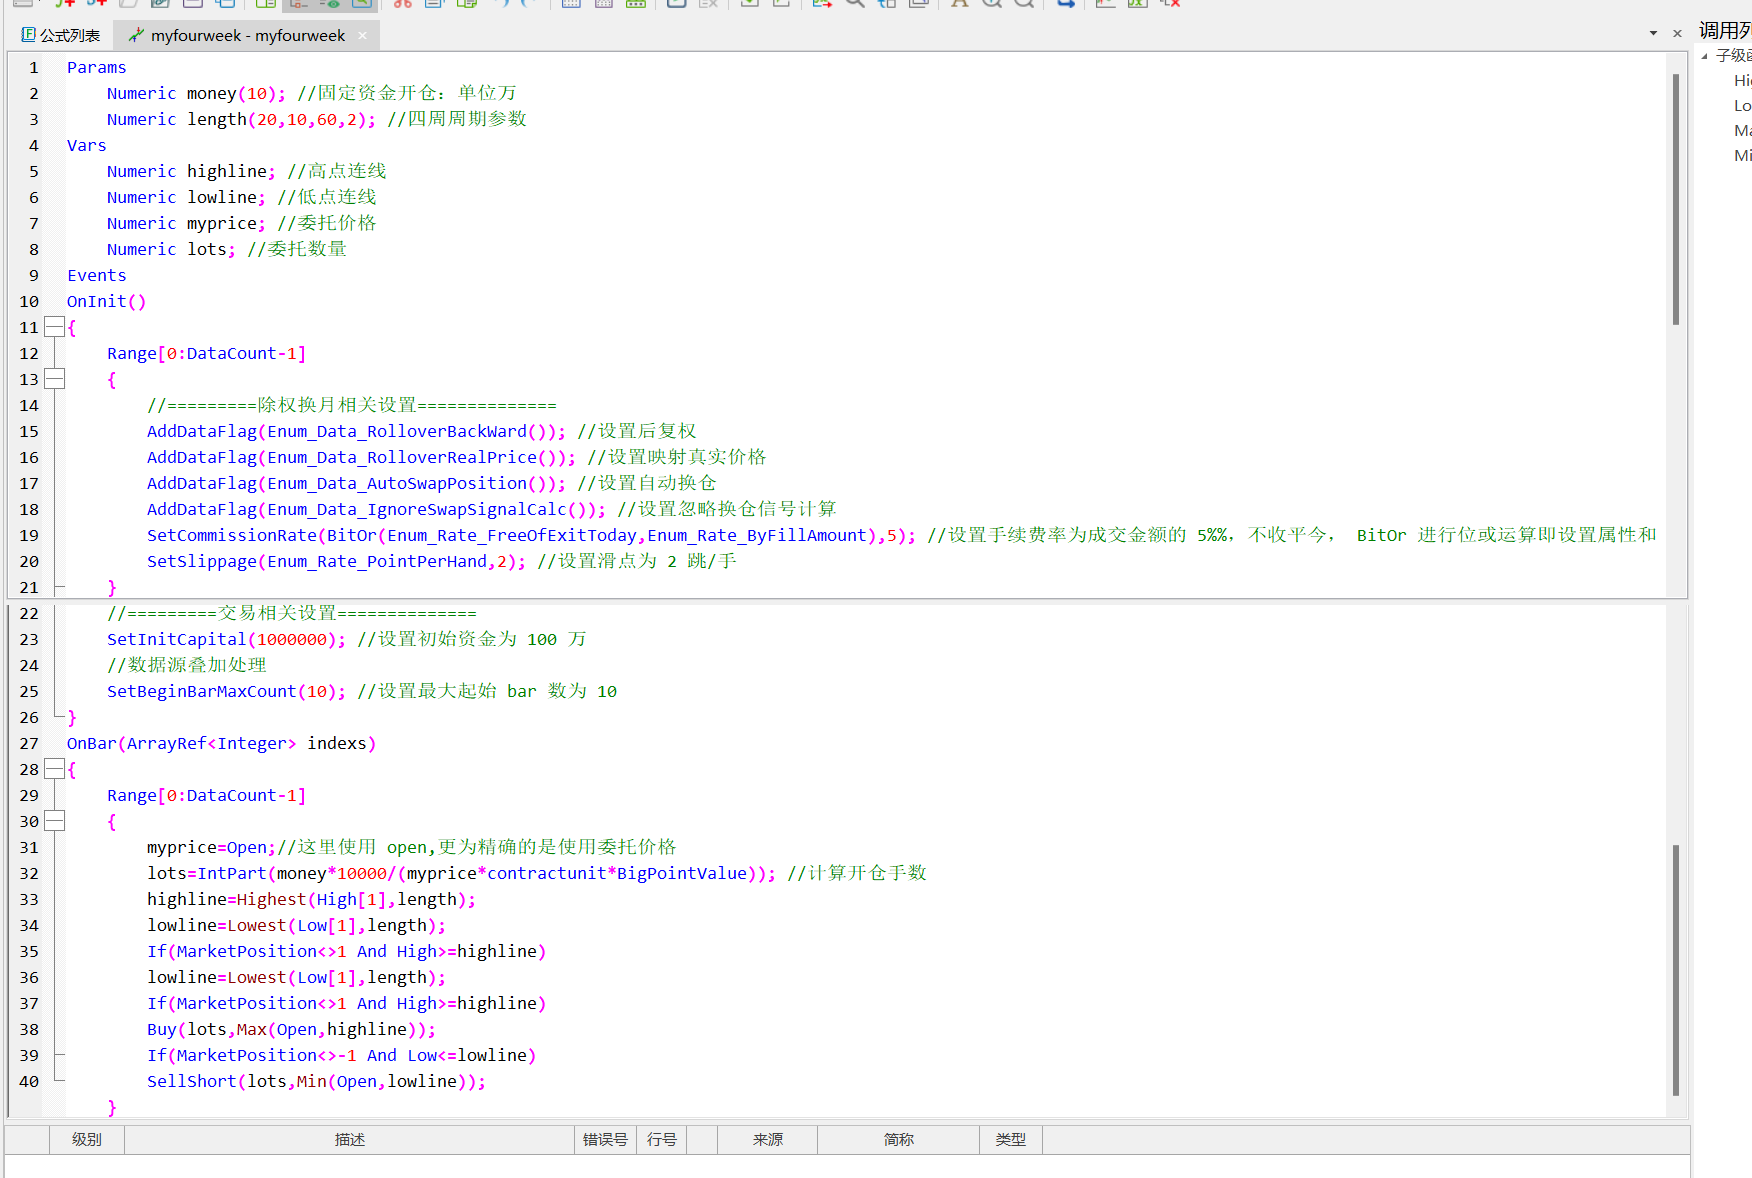 公式列表 myfourweek - myfourweek
调用
子级
1 Params
2 Numeric money(10); //固定资金开仓：单位万
3 Numeric length(20,10,60,2); //四周周期参数
4 Vars
5 Numeric highline; //高点连线
6 Numeric lowline; //低点连线
7 Numeric myprice; //委托价格
8 Numeric lots; //委托数量
9 Events
10 OnInit()
11 {
12 Range[0:DataCount-1]
13 {
14 //=========除权换月相关设置==============
15 AddDataFlag(Enum_Data_RolloverBackWard()); //设置后复权
16 AddDataFlag(Enum_Data_RolloverRealPrice()); //设置映射真实价格
17 AddDataFlag(Enum_Data_AutoSwapPosition()); //设置自动换仓
18 AddDataFlag(Enum_Data_IgnoreSwapSignalCalc()); //设置忽略换仓信号计算
19 SetCommissionRate(BitOr(Enum_Rate_FreeOfExitToday,Enum_Rate_ByFillAmount),5); //设置手续费率为成交金额的 5%%，不收平今， BitOr 进行位或运算即设置属性和
20 SetSlippage(Enum_Rate_PointPerHand,2); //设置滑点为 2 跳/手
21 }
22 //=========交易相关设置==============
23 SetInitCapital(1000000); //设置初始资金为 100 万
24 //数据源叠加处理
25 SetBeginBarMaxCount(10); //设置最大起始 bar 数为 10
26 }
27 OnBar(ArrayRef<Integer> indexs)
28 {
29 Range[0:DataCount-1]
30 {
31 myprice=Open;//这里使用 open,更为精确的是使用委托价格
32 lots=IntPart(money*10000/(myprice*contractunit*BigPointValue)); //计算开仓手数
33 highline=Highest(High[1],length);
34 lowline=Lowest(Low[1],length);
35 If(MarketPosition<>1 And High>=highline)
36 lowline=Lowest(Low[1],length);
37 If(MarketPosition<>1 And High>=highline)
38 Buy(lots,Max(Open,highline));
39 If(MarketPosition<>-1 And Low<=lowline)
40 SellShort(lots,Min(Open,lowline));
}
级别 描述 错误号 行号 来源 简称 类型